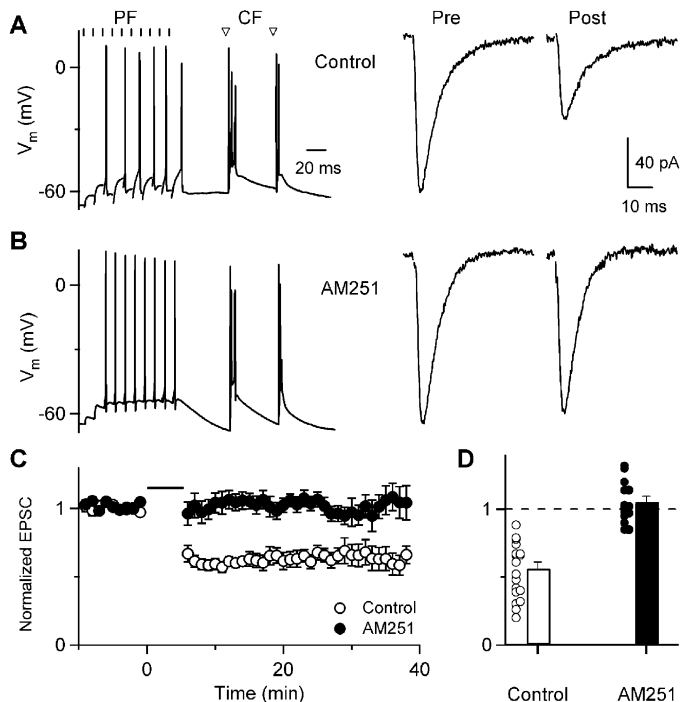 A
PF
CF
Pre
Post
0
Control
Vm (mV)
20 ms
40 pA
-60
10 ms
B
0
AM251
Vm (mV)
-60
C
D
1
1
Normalized EPSC
Control
AM251
0
0
0
20
40
Time (min)
Control
AM251